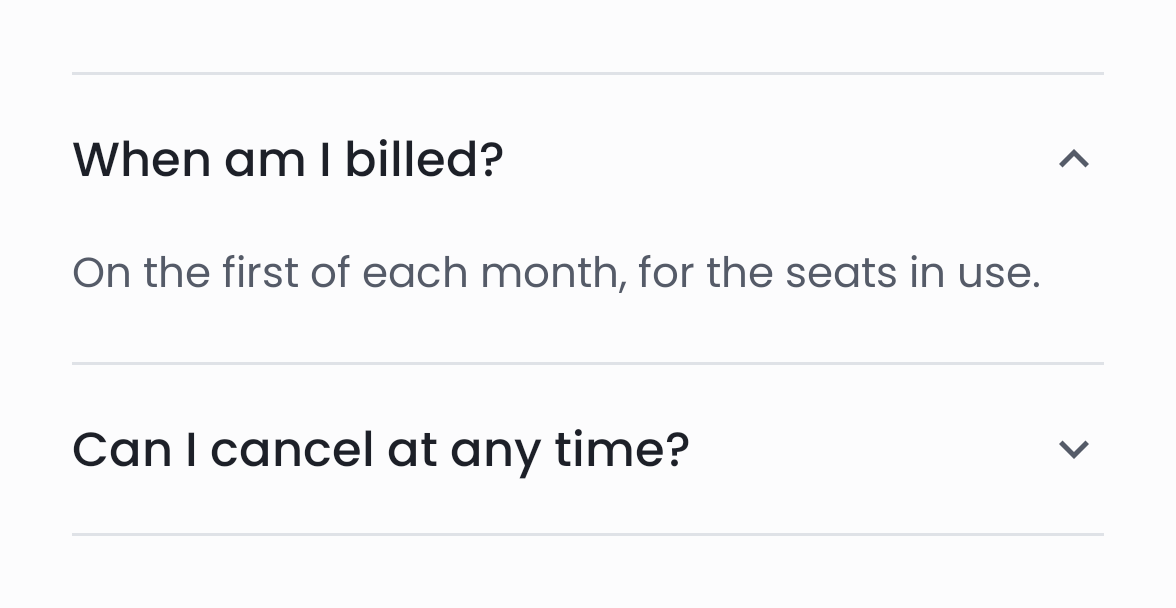 When am I billed?
On the first of each month, for the seats in use.
Can I cancel at any time?